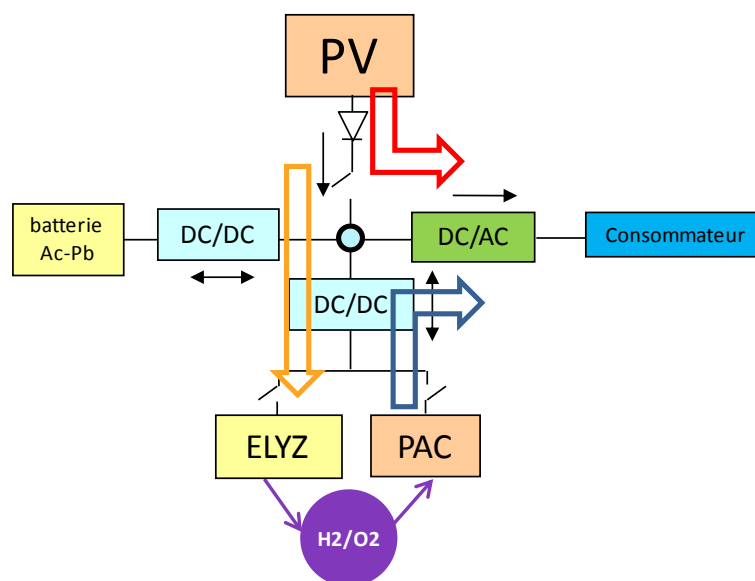 PV
batterie
Ac-Pb
DC/DC
DC/AC
Consommateur
DC/DC
ELYZ
PAC
H2/O2